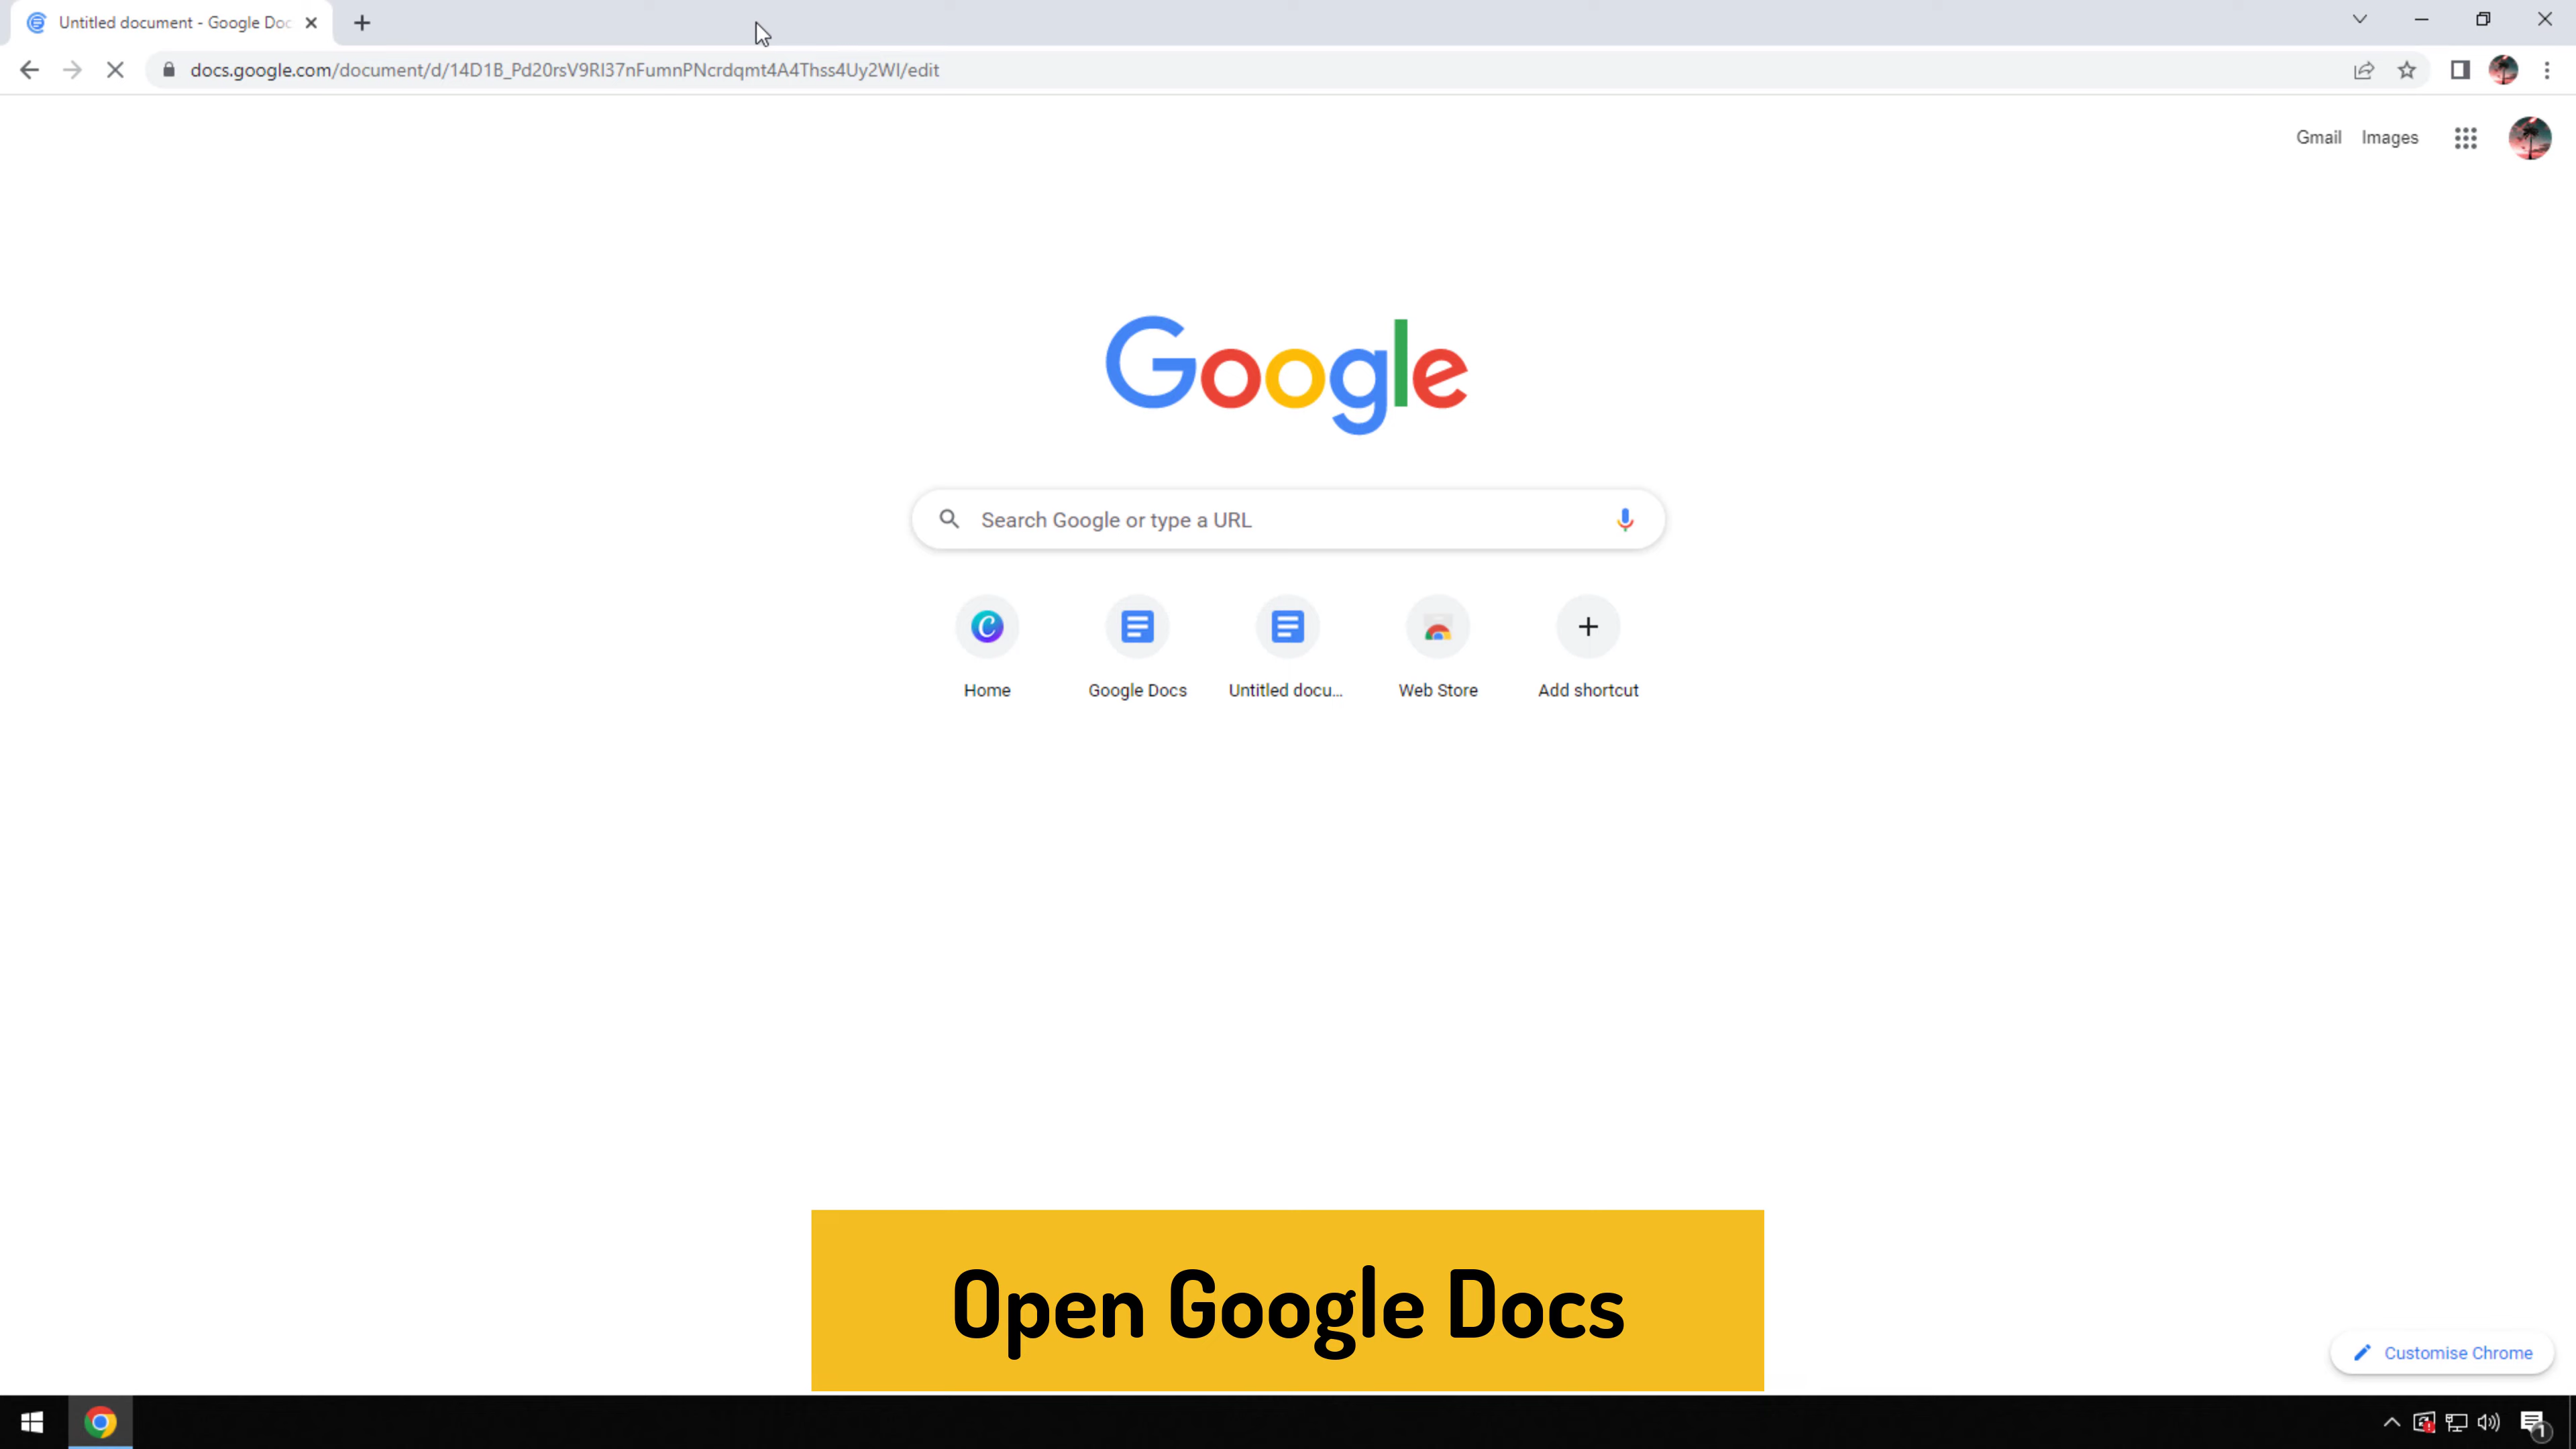 Untitled document - Google Doc
docs.google.com/document/d/14D1B_Pd20rsV9RI37nFumnPNcrdqmt4A4Thss4Uy2WI/edit
Gmail Images
Google
Search Google or type a URL
Home Google Docs Untitled docu... Web Store Add shortcut
Open Google Docs
Customise Chrome
1